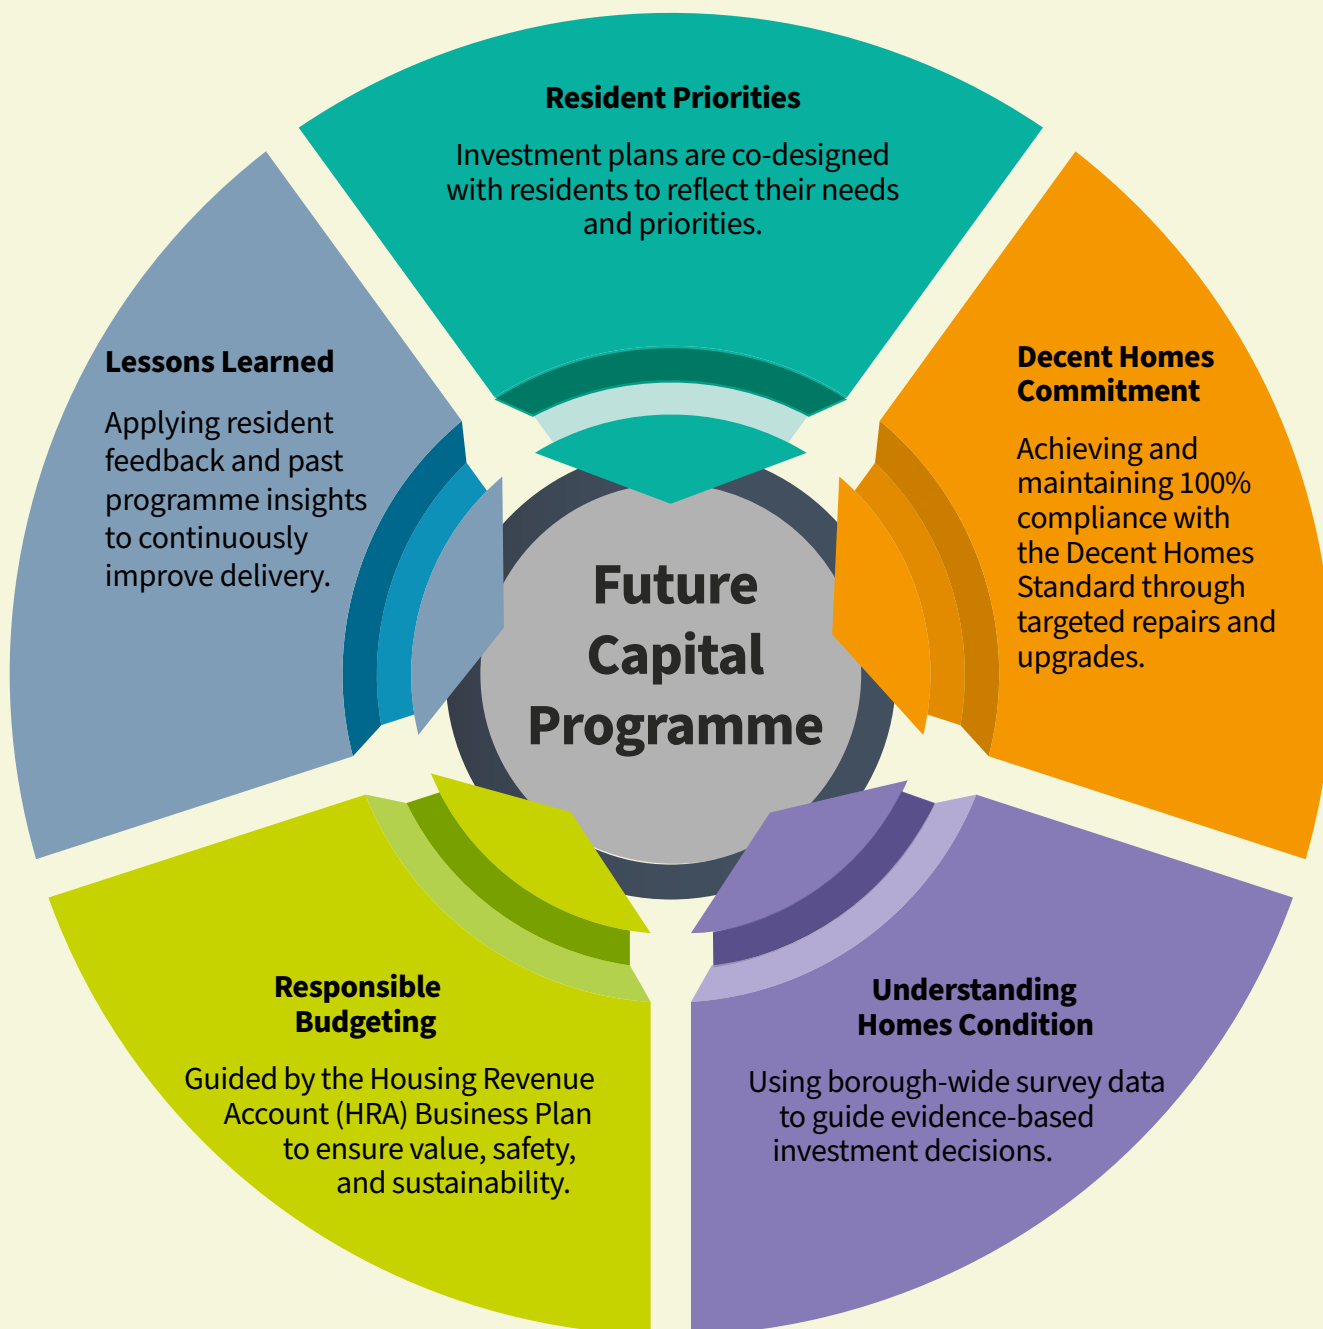 Resident Priorities
Investment plans are co-designed
with residents to reflect their needs
and priorities.
Decent Homes
Commitment
Achieving and
maintaining 100%
compliance with
the Decent Homes
Standard through
targeted repairs and
upgrades.
Understanding
Homes Condition
Using borough-wide survey data
to guide evidence-based
investment decisions.
Responsible
Budgeting
Guided by the Housing Revenue
Account (HRA) Business Plan
to ensure value, safety,
and sustainability.
Lessons Learned
Applying resident
feedback and past
programme insights
to continuously
improve delivery.
Future
Capital
Programme